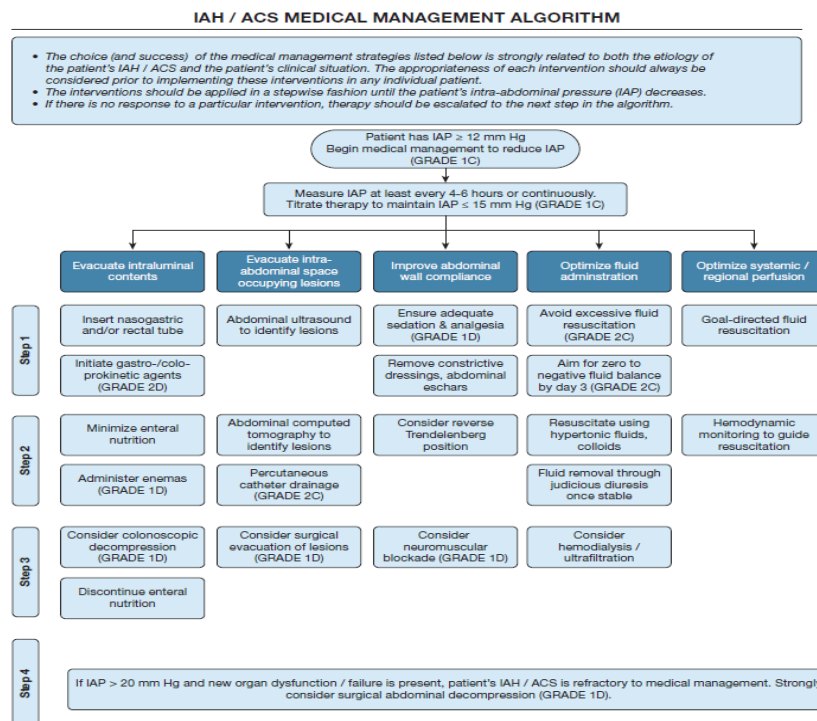 IAH / ACS MEDICAL MANAGEMENT ALGORITHM
• The choice (and success) of the medical management strategies listed below is strongly related to both the etiology of
the patient's IAH / ACS and the patient's clinical situation. The appropriateness of each intervention should always be
considered prior to implementing these interventions in any individual patient.
• The interventions should be applied in a stepwise fashion until the patient's intra-abdominal pressure (IAP) decreases.
• If there is no response to a particular intervention, therapy should be escalated to the next step in the algorithm.
Patient has IAP ≥ 12 mm Hg
Begin medical management to reduce IAP
(GRADE 1C)
Measure IAP at least every 4-6 hours or continuously.
Titrate therapy to maintain IAP ≤ 15 mm Hg (GRADE 1C)
Evacuate intraluminal
contents
Evacuate intra-
abdominal space
occupying lesions
Improve abdominal
wall compliance
Optimize fluid
adminstration
Optimize systemic /
regional perfusion
Step 1
Insert nasogastric
and/or rectal tube
Abdominal ultrasound
to identify lesions
Ensure adequate
sedation & analgesia
(GRADE 1D)
Avoid excessive fluid
resuscitation
(GRADE 2C)
Goal-directed fluid
resuscitation
Initiate gastro-/colo-
prokinetic agents
(GRADE 2D)
Remove constrictive
dressings, abdominal
eschars
Aim for zero to
negative fluid balance
by day 3 (GRADE 2C)
Step 2
Minimize enteral
nutrition
Abdominal computed
tomography to
identify lesions
Consider reverse
Trendelenberg
position
Resuscitate using
hypertonic fluids,
colloids
Hemodynamic
monitoring to guide
resuscitation
Administer enemas
(GRADE 1D)
Percutaneous
catheter drainage
(GRADE 2C)
Fluid removal through
judicious diuresis
once stable
Step 3
Consider colonoscopic
decompression
(GRADE 1D)
Consider surgical
evacuation of lesions
(GRADE 1D)
Consider
neuromuscular
blockade (GRADE 1D)
Consider
hemodialysis /
ultrafiltration
Discontinue enteral
nutrition
Step 4
If IAP > 20 mm Hg and new organ dysfunction / failure is present, patient's IAH / ACS is refractory to medical management. Strongly
consider surgical abdominal decompression (GRADE 1D).